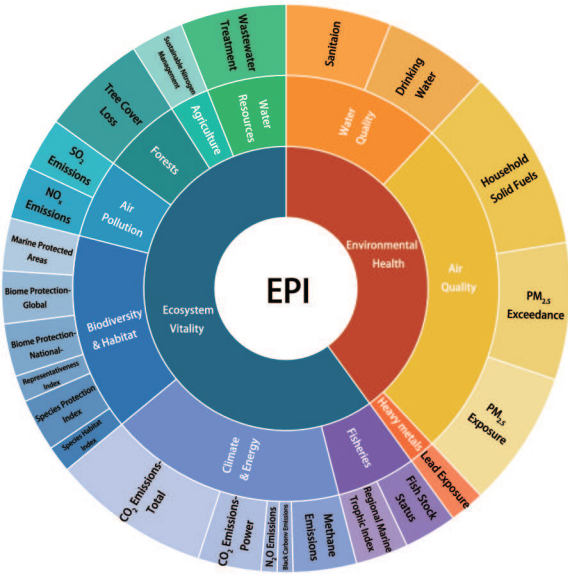 EPI
Environmental
Health
Ecosystem
Vitality
Water
Quality
Air
Quality
Heavy metals
Fisheries
Climate
& Energy
Biodiversity
& Habitat
Air
Pollution
Forests
Agriculture
Water
Resources
Sanitaion
Drinking
Water
Household
Solid Fuels
PM2.5
Exceedance
PM2.5
Exposure
Lead Exposure
Fish Stock
Status
Regional Marine
Trophic Index
Methane
Emissions
Black Carbonv Emissions
N2O Emissions
CO2 Emissions-
Power
CO2 Emissions-
Total
Species Habitat
Index
Species Protection
Index
Representativeness
Index
Biome Protection-
National-
Biome Protection-
Global
Marine Protected
Areas
NOx
Emissions
SO2
Emissions
Tree Cover
Loss
Sustainable Nitrogen
Management
Wastewater
Treatment